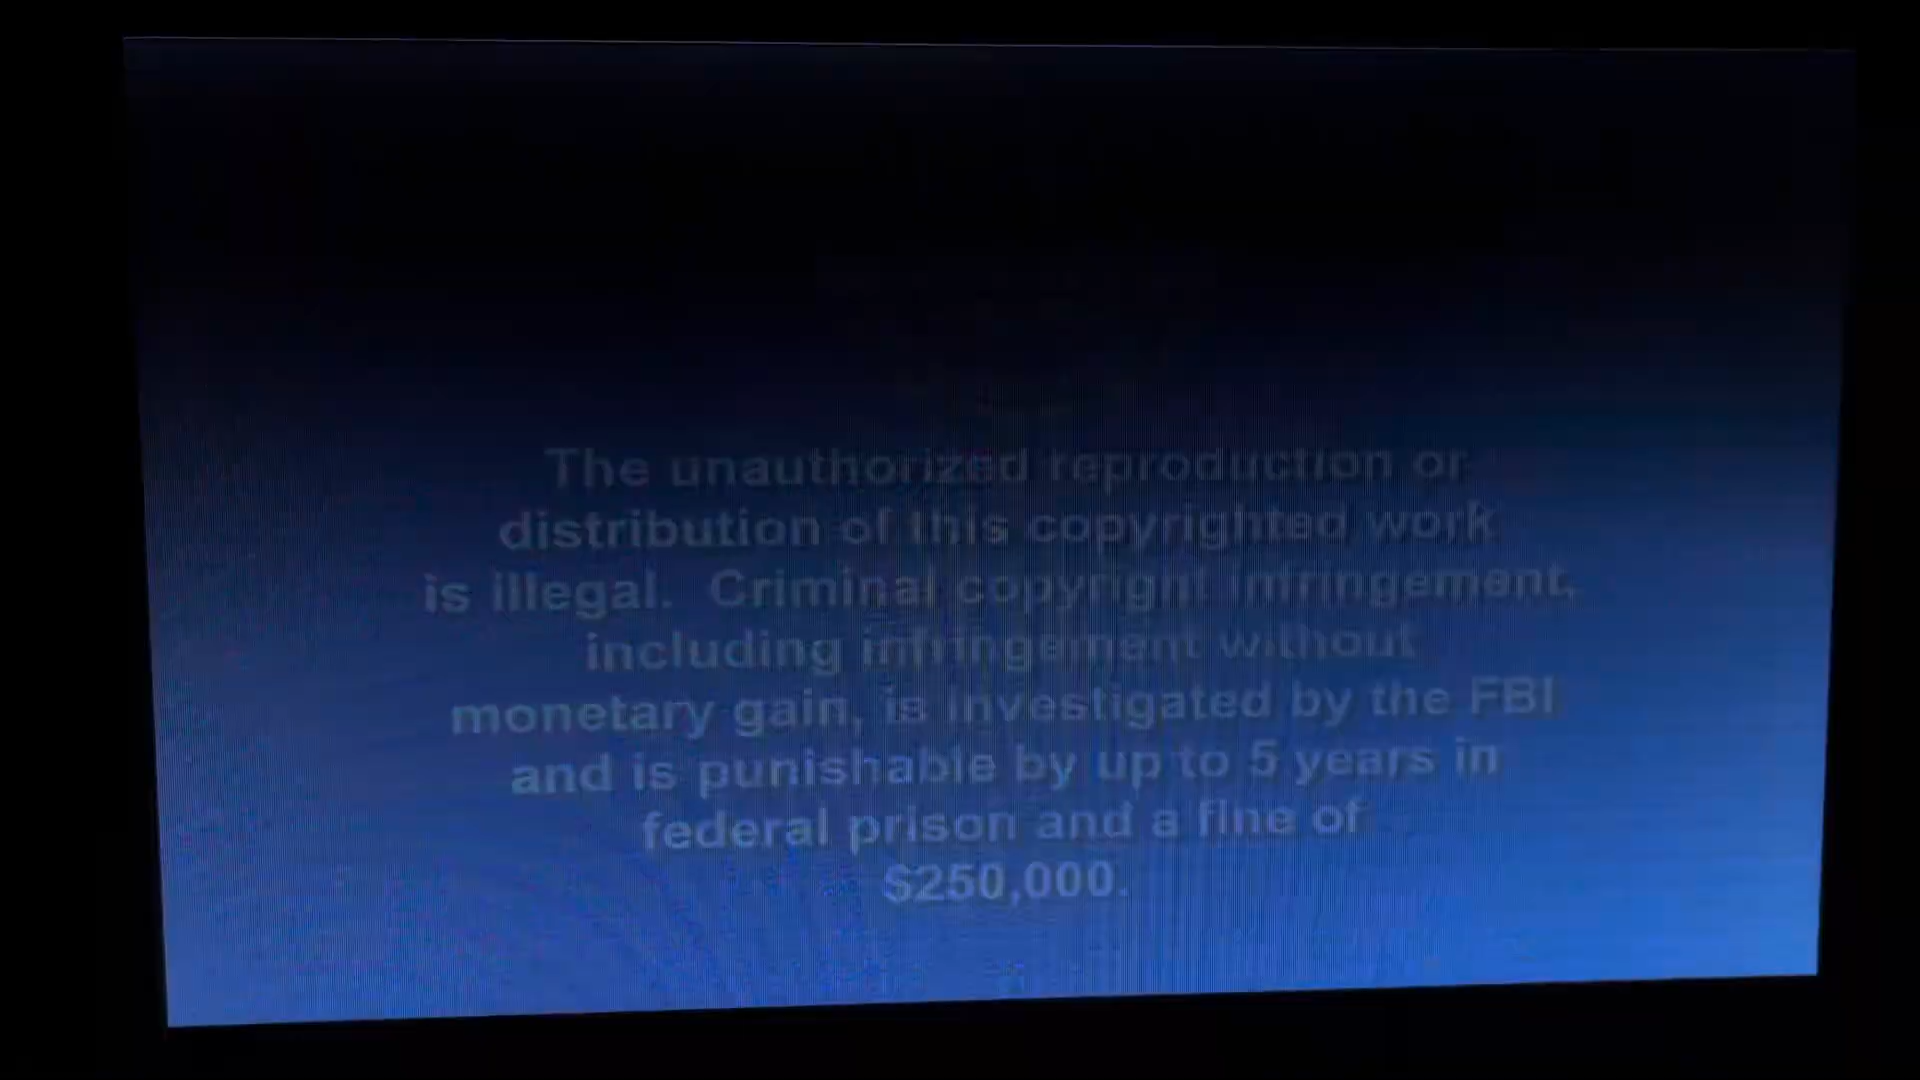 The unauthorized reproduction or
distribution of this copyrighted work
is illegal. Criminal copyright infringement,
including infringement without
monetary gain, is investigated by the FBI
and is punishable by up to 5 years in
federal prison and a fine of
$250,000.